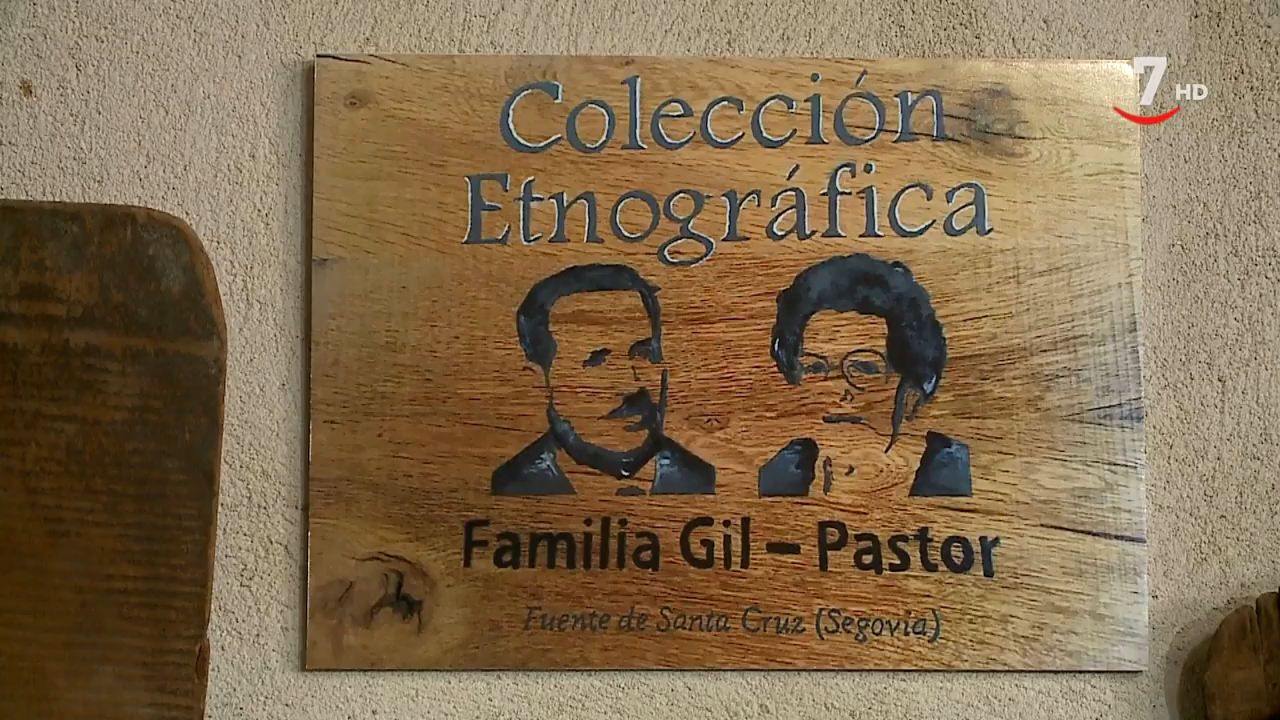 Colección
Etnográfica
Familia Gil – Pastor
Fuente de Santa Cruz (Segovia)
7 HD